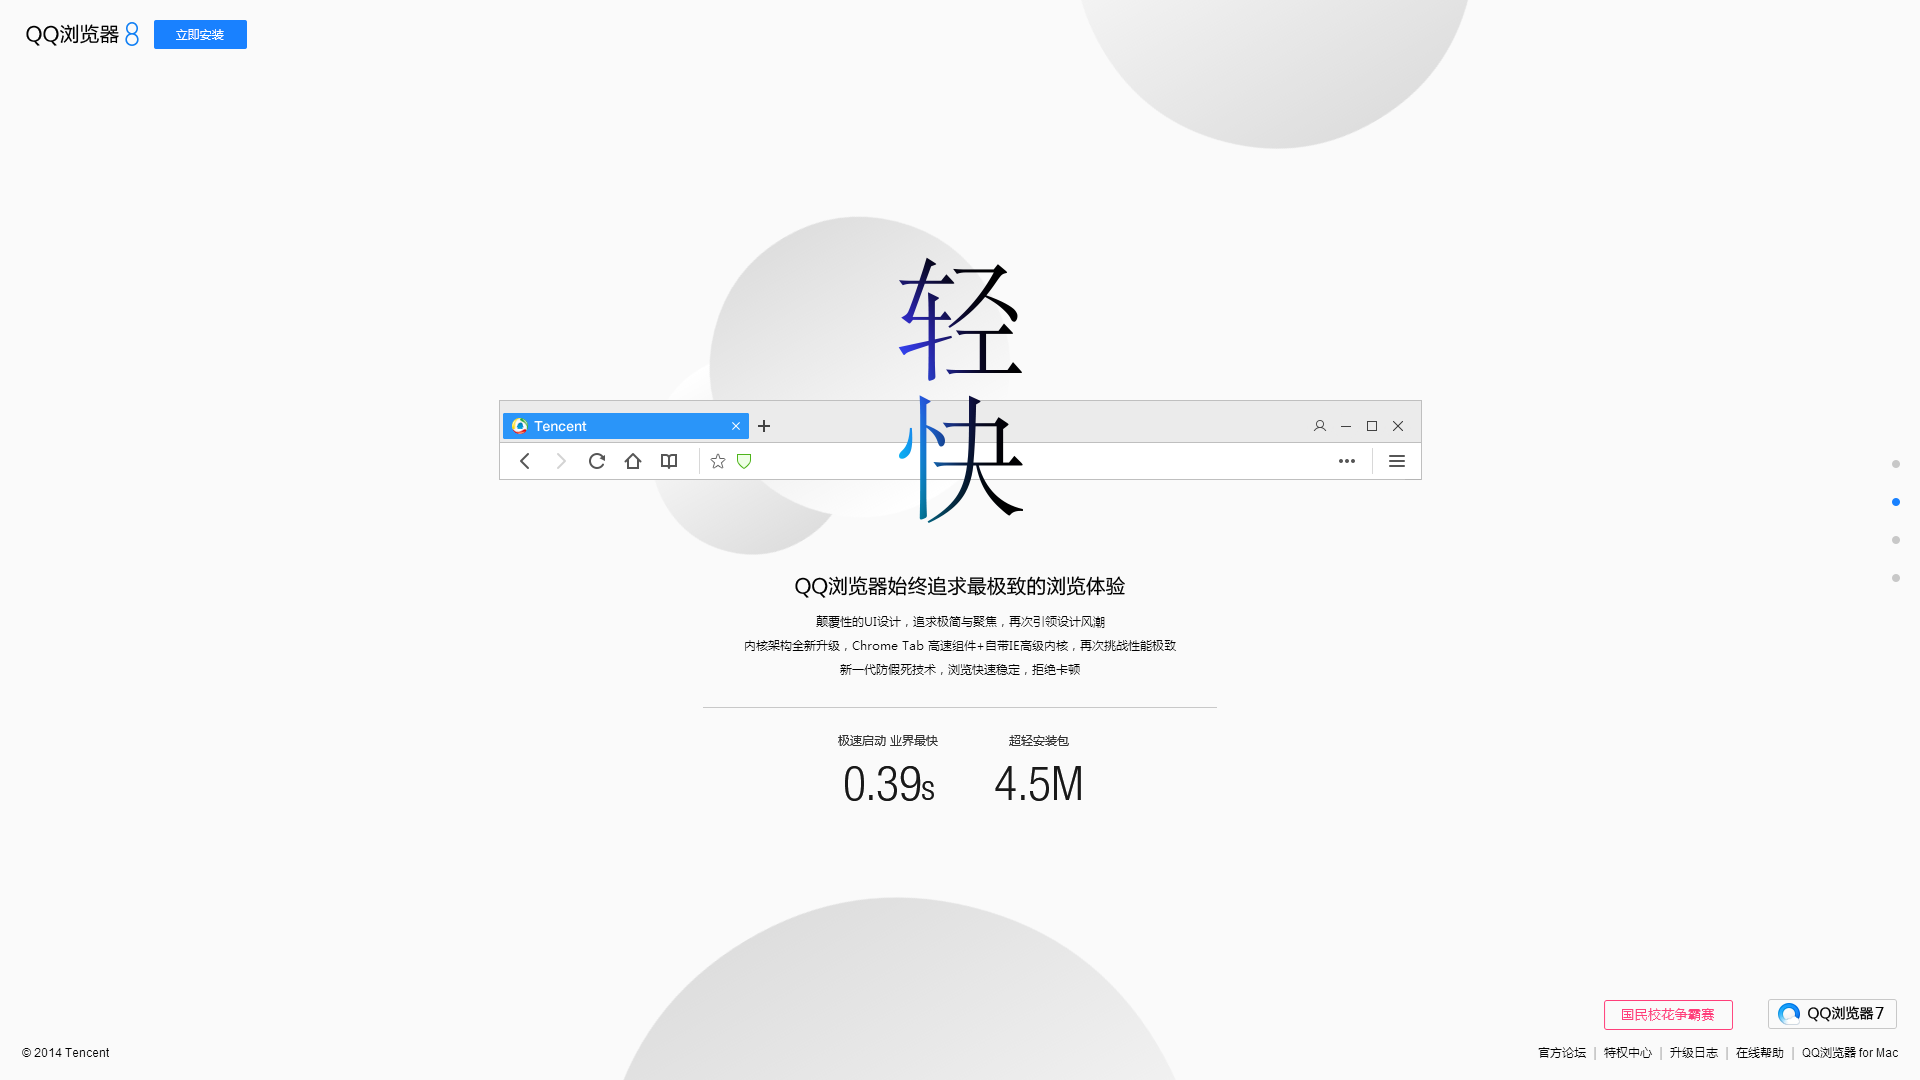 QQ浏览器 8
立即安装
轻
快
Tencent
QQ浏览器始终追求最极致的浏览体验
颠覆性的UI设计，追求极简与聚焦，再次引领设计风潮
内核架构全新升级，Chrome Tab 高速组件+自带IE高级内核，再次挑战性能极致
新一代防假死技术，浏览快速稳定，拒绝卡顿
极速启动 业界最快
超轻安装包
0.39s
4.5M
国民校花争霸赛
QQ浏览器7
© 2014 Tencent
官方论坛 | 特权中心 | 升级日志 | 在线帮助 | QQ浏览器 for Mac